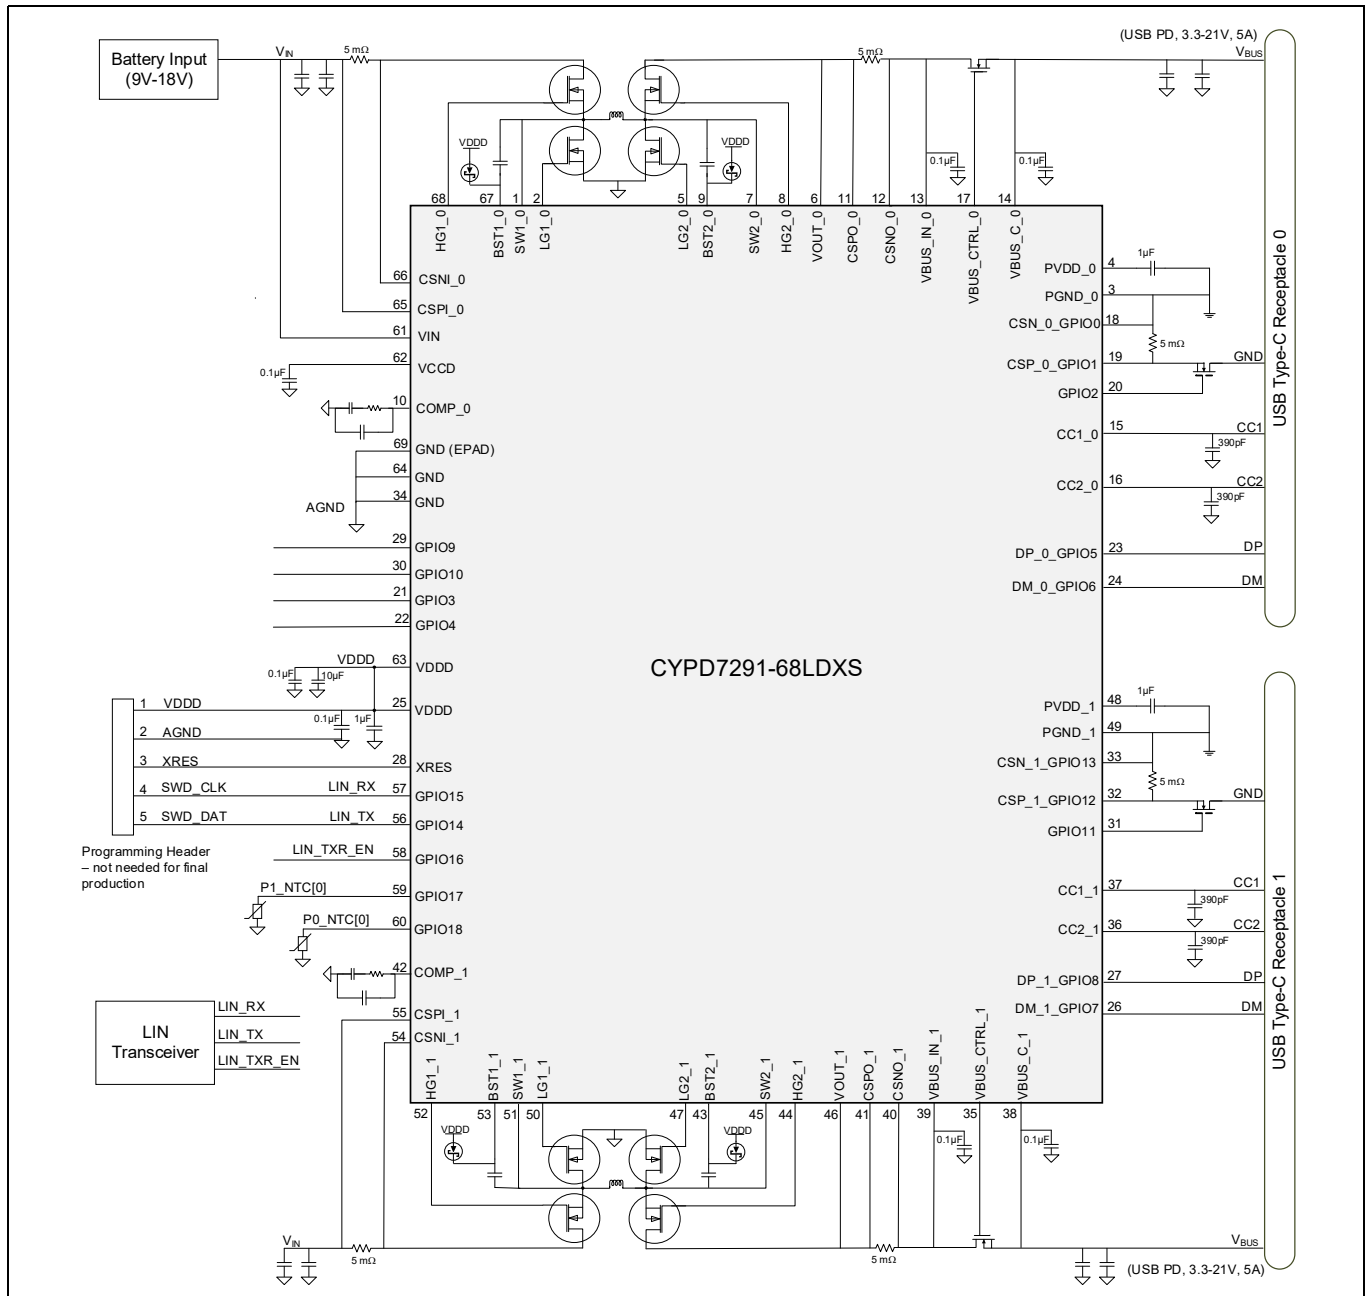 (USB PD, 3.3-21V, 5A)
Battery Input
(9V-18V)
VIN
5 mΩ
5 mΩ
VBUS
VDDD
VDDD
0.1µF
0.1µF
68
67
1
2
5
9
7
8
6
11
12
13
17
14
HG1_0
BST1_0
SW1_0
LG1_0
LG2_0
BST2_0
SW2_0
HG2_0
VOUT_0
CSPO_0
CSNO_0
VBUS_IN_0
VBUS_CTRL_0
VBUS_C_0
66
CSNI_0
65
CSPI_0
61
VIN
62
VCCD
0.1µF
10
COMP_0
69
GND (EPAD)
64
GND
34
GND
AGND
29
GPIO9
30
GPIO10
21
GPIO3
22
GPIO4
VDDD
63
VDDD
0.1µF
10µF
1
VDDD
25
VDDD
0.1µF
1µF
2
AGND
3
XRES
28
XRES
4
SWD_CLK
LIN_RX
57
GPIO15
5
SWD_DAT
LIN_TX
56
GPIO14
Programming Header
– not needed for final
production
LIN_TXR_EN
58
GPIO16
P1_NTC[0]
59
GPIO17
P0_NTC[0]
60
GPIO18
42
COMP_1
55
CSPI_1
54
CSNI_1
LIN
Transceiver
LIN_RX
LIN_TX
LIN_TXR_EN
CYPD7291-68LDXS
PVDD_0
4
1µF
PGND_0
3
CSN_0_GPIO0
18
5 mΩ
CSP_0_GPIO1
19
GND
GPIO2
20
CC1_0
15
CC1
390pF
CC2_0
16
CC2
390pF
DP_0_GPIO5
23
DP
DM_0_GPIO6
24
DM
USB Type-C Receptacle 0
PVDD_1
48
1µF
PGND_1
49
CSN_1_GPIO13
33
5 mΩ
CSP_1_GPIO12
32
GND
GPIO11
31
CC1_1
37
CC1
390pF
CC2_1
36
CC2
390pF
DP_1_GPIO8
27
DP
DM_1_GPIO7
26
DM
USB Type-C Receptacle 1
HG1_1
BST1_1
SW1_1
LG1_1
LG2_1
BST2_1
SW2_1
HG2_1
VOUT_1
CSPO_1
CSNO_1
VBUS_IN_1
VBUS_CTRL_1
VBUS_C_1
52
53
51
50
47
43
45
44
46
41
40
39
35
38
VDDD
VDDD
0.1µF
0.1µF
VIN
5 mΩ
5 mΩ
VBUS
(USB PD, 3.3-21V, 5A)